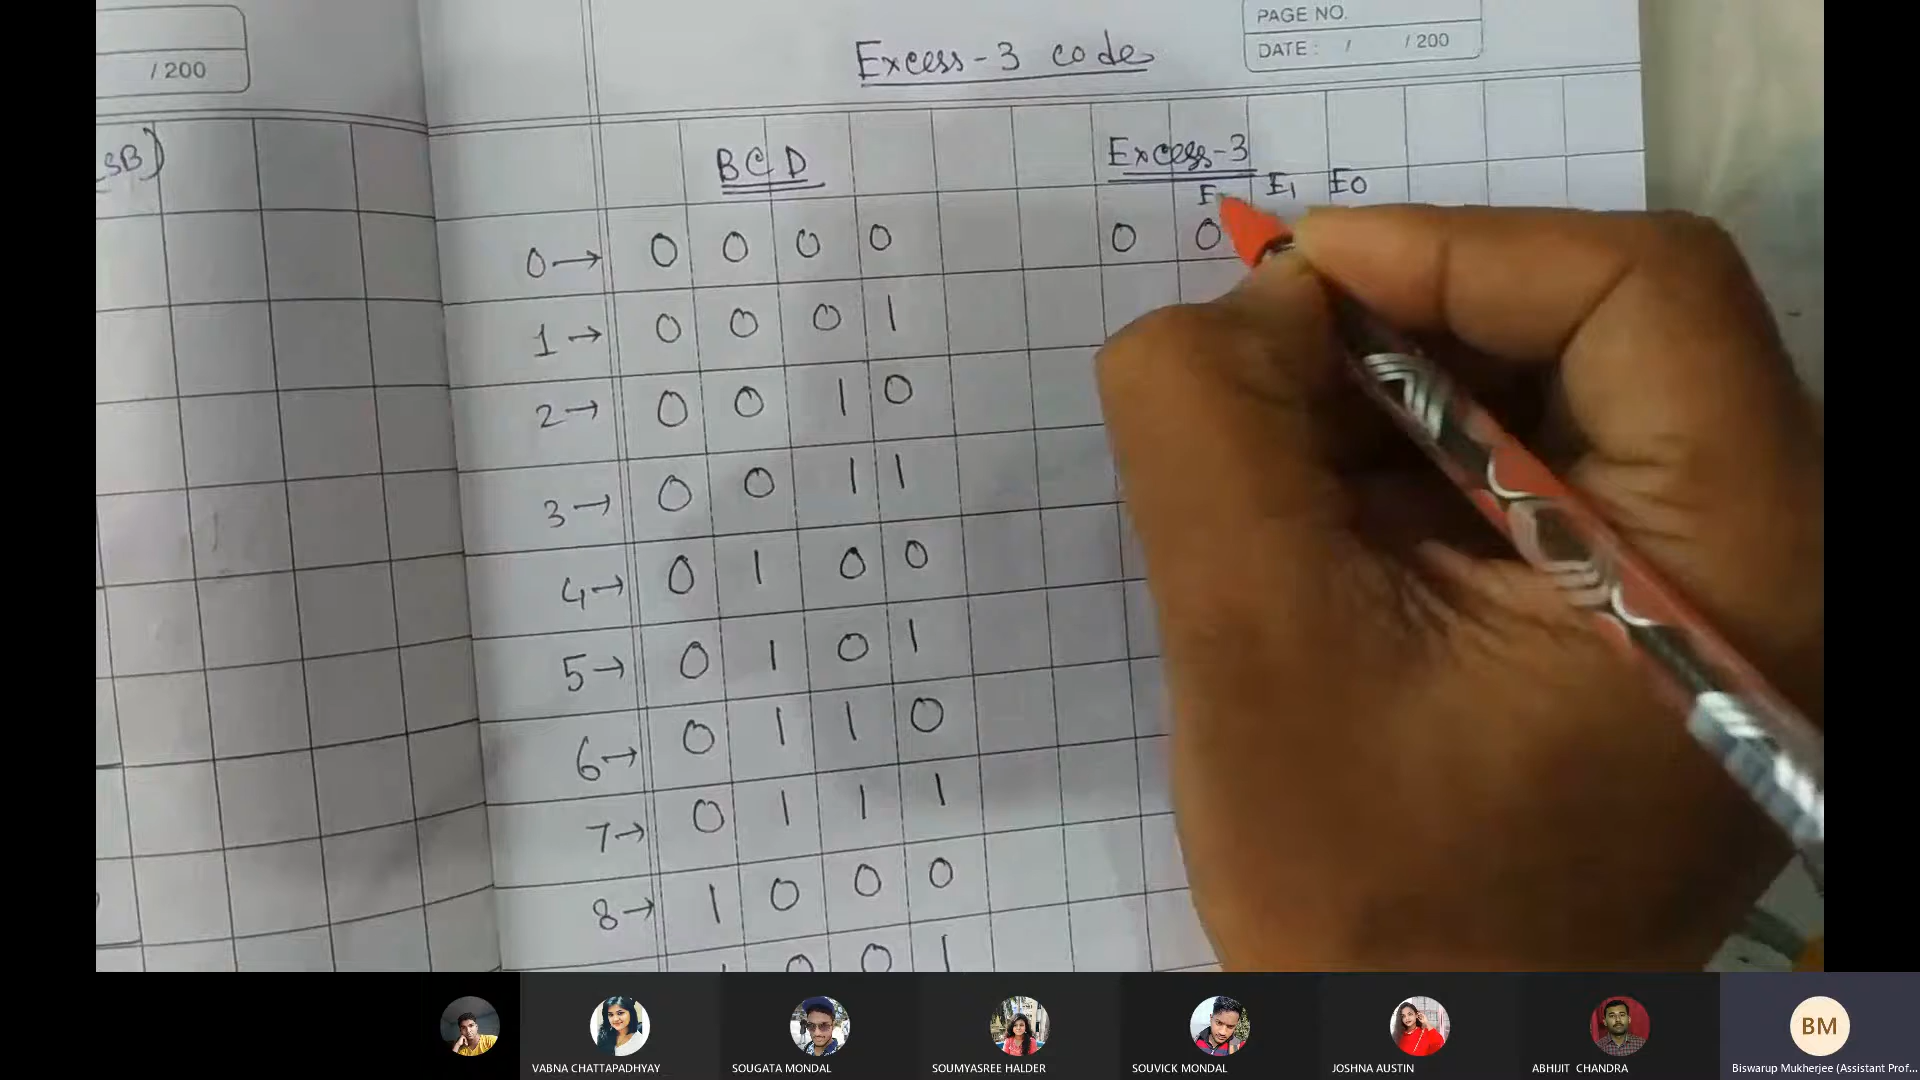 / 200
SB)
PAGE NO.
DATE : / / 200
Excess-3 code
BCD
Excess-3
E E1 E0
0→ 0 0 0 0 0 0
1→ 0 0 0 1
2→ 0 0 1 0
3→ 0 0 1 1
4→ 0 1 0 0
5→ 0 1 0 1
6→ 0 1 1 0
7→ 0 1 1 1
8→ 1 0 0 0
0 0 1
BM
VABNA CHATTAPADHYAY
SOUGATA MONDAL
SOUMYASREE HALDER
SOUVICK MONDAL
JOSHNA AUSTIN
ABHIJIT CHANDRA
Biswarup Mukherjee (Assistant Prof...